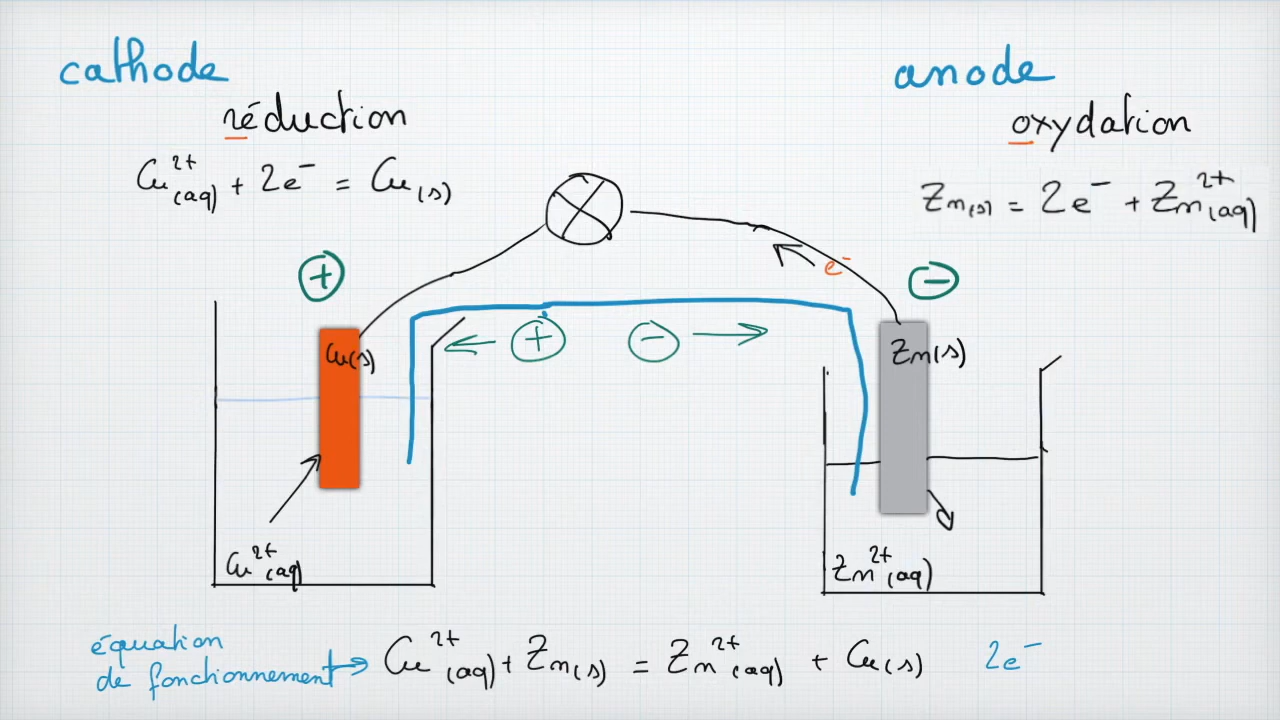 cathode
anode
réduction
oxydation
Cu²⁺(aq) + 2e⁻ = Cu(s)
Zn(s) = 2e⁻ + Zn²⁺(aq)
e⁻
+
−
+
−
Cu(s)
Zn(s)
Cu²⁺(aq)
Zn²⁺(aq)
équation
de fonctionnement → Cu²⁺(aq) + Zn(s) = Zn²⁺(aq) + Cu(s) 2e⁻